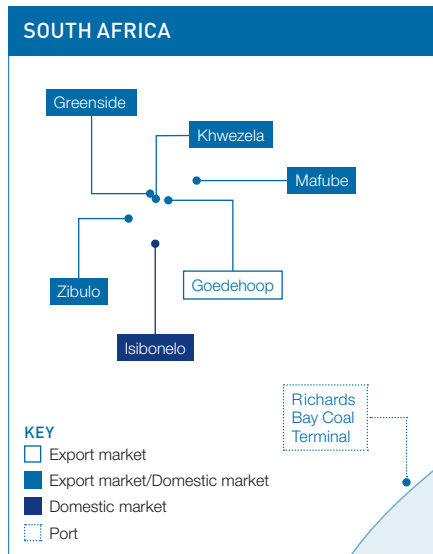 SOUTH AFRICA
Greenside
Khwezela
Mafube
Zibulo
Goedehoop
Isibonelo
Richards
Bay Coal
Terminal
KEY
Export market
Export market/Domestic market
Domestic market
Port